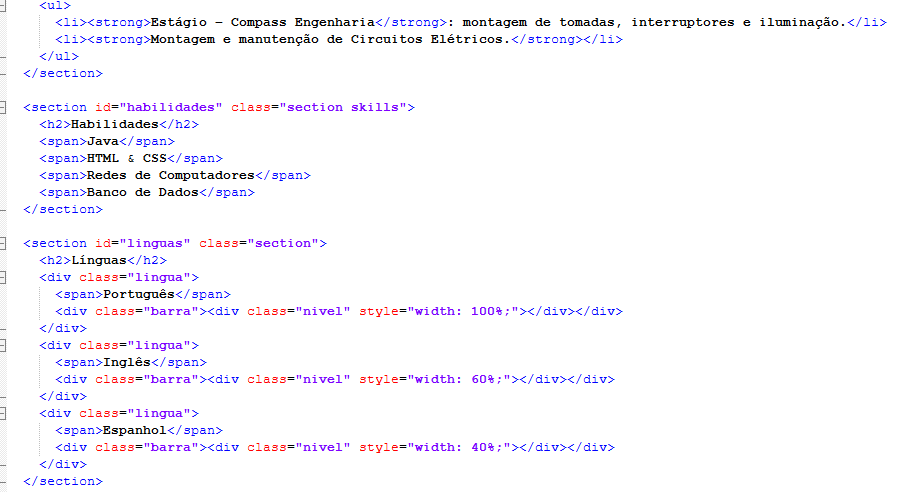 <ul>
<li><strong>Estágio – Compass Engenharia</strong>: montagem de tomadas, interruptores e iluminação.</li>
<li><strong>Montagem e manutenção de Circuitos Elétricos.</strong></li>
</ul>
</section>
<section id="habilidades" class="section skills">
<h2>Habilidades</h2>
<span>Java</span>
<span>HTML & CSS</span>
<span>Redes de Computadores</span>
<span>Banco de Dados</span>
</section>
<section id="linguas" class="section">
<h2>Línguas</h2>
<div class="lingua">
<span>Português</span>
<div class="barra"><div class="nivel" style="width: 100%;"></div></div>
</div>
<div class="lingua">
<span>Inglês</span>
<div class="barra"><div class="nivel" style="width: 60%;"></div></div>
</div>
<div class="lingua">
<span>Espanhol</span>
<div class="barra"><div class="nivel" style="width: 40%;"></div></div>
</div>
</section>